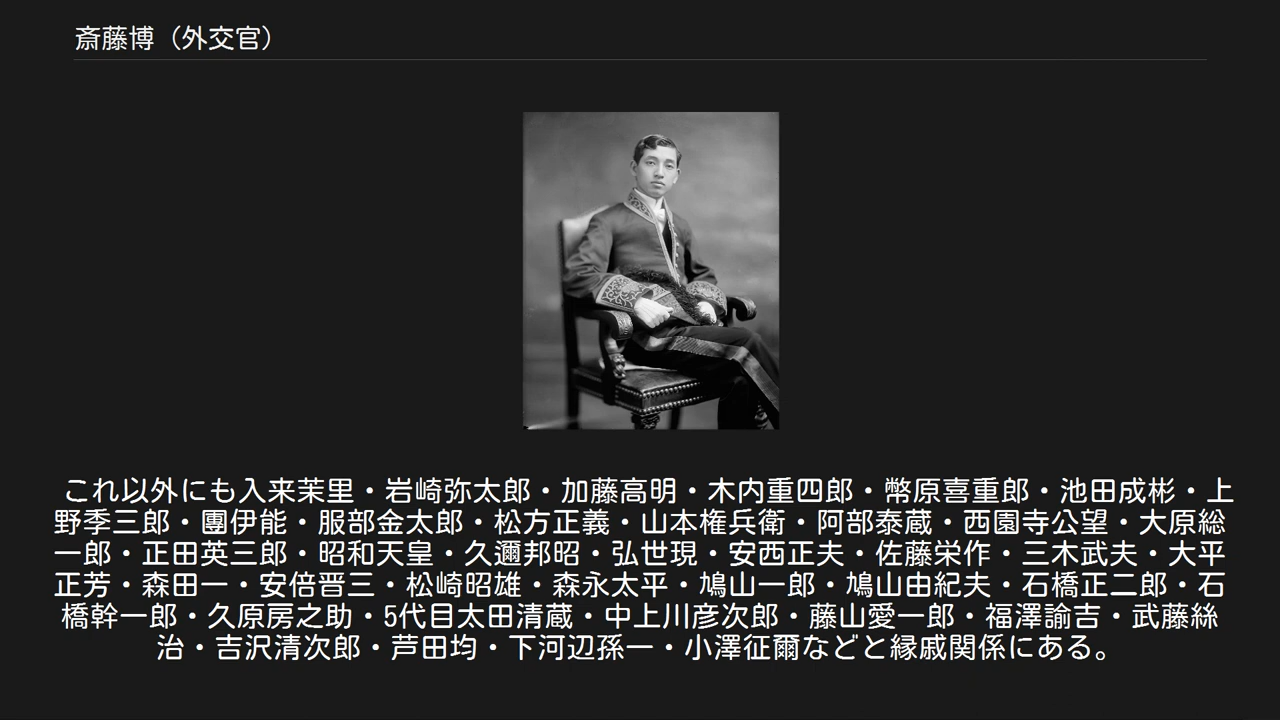 斎藤博（外交官）
これ以外にも入来茉里・岩崎弥太郎・加藤高明・木内重四郎・幣原喜重郎・池田成彬・上
野季三郎・團伊能・服部金太郎・松方正義・山本権兵衛・阿部泰蔵・西園寺公望・大原総
一郎・正田英三郎・昭和天皇・久邇邦昭・弘世現・安西正夫・佐藤栄作・三木武夫・大平
正芳・森田一・安倍晋三・松崎昭雄・森永太平・鳩山一郎・鳩山由紀夫・石橋正二郎・石
橋幹一郎・久原房之助・5代目太田清蔵・中上川彦次郎・藤山愛一郎・福澤諭吉・武藤絲
治・吉沢清次郎・芦田均・下河辺孫一・小澤征爾などと縁戚関係にある。